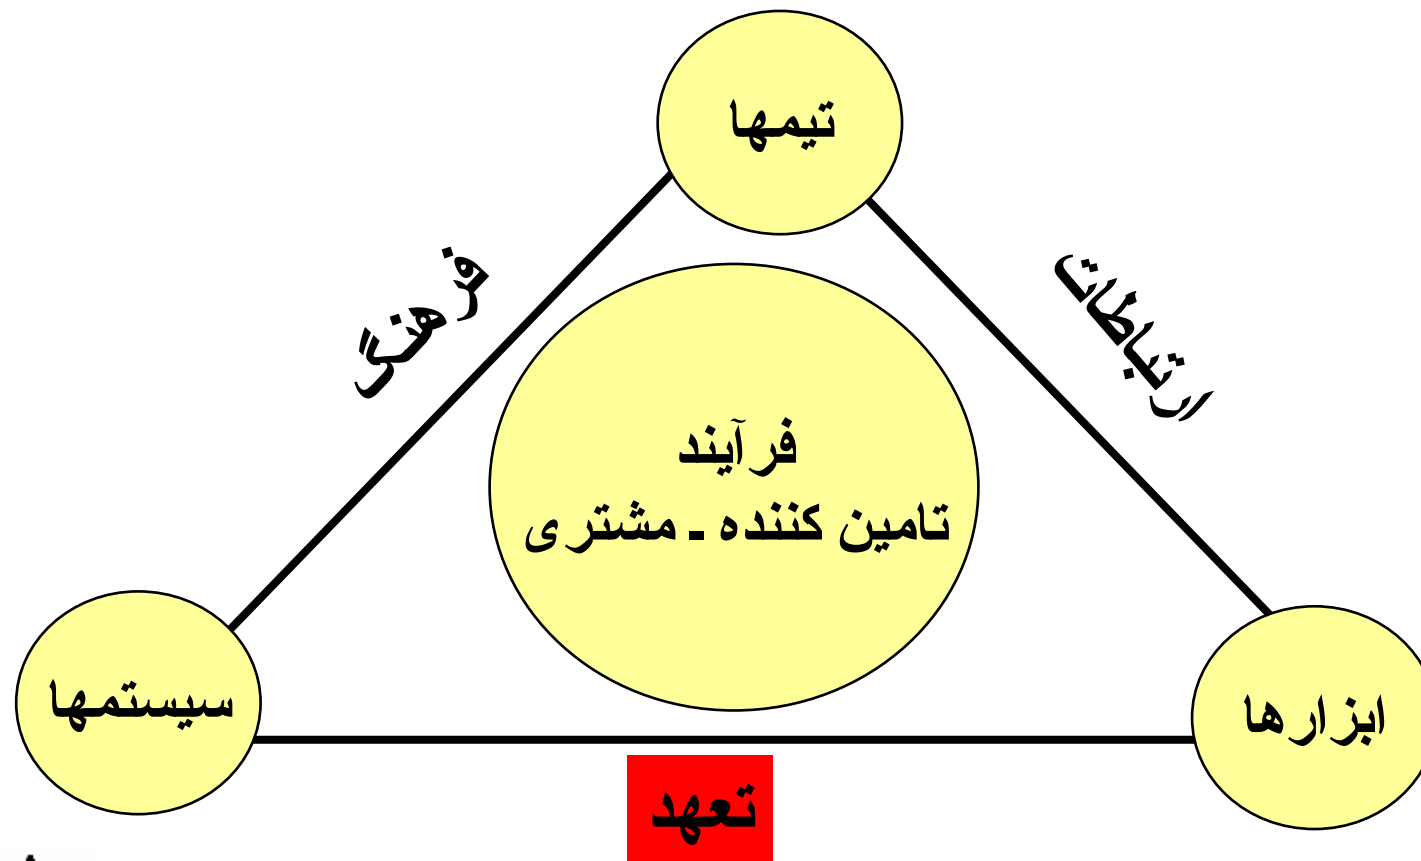 تیمها
فرهنگ
ارتباطات
فرآیند
تامین کننده - مشتری
سیستمها
ابزارها
تعهد